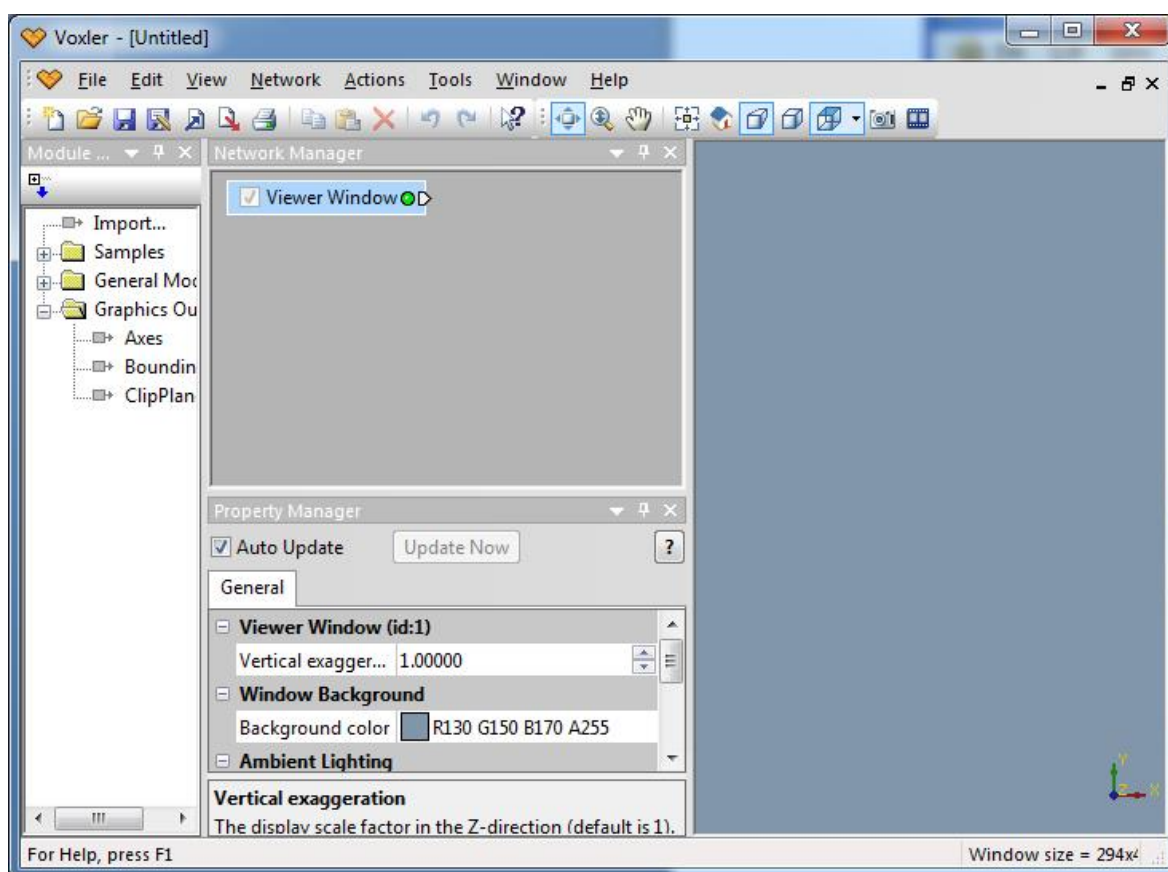 Voxler - [Untitled]
File Edit View Network Actions Tools Window Help
Module ... Network Manager
Viewer Window
Import...
Samples
General Mod
Graphics Ou
Axes
Boundin
ClipPlan
Property Manager
Auto Update Update Now ?
General
Viewer Window (id:1)
Vertical exagger... 1.00000
Window Background
Background color R130 G150 B170 A255
Ambient Lighting
Vertical exaggeration
The display scale factor in the Z-direction (default is 1).
Y
Z X
For Help, press F1 Window size = 294x4